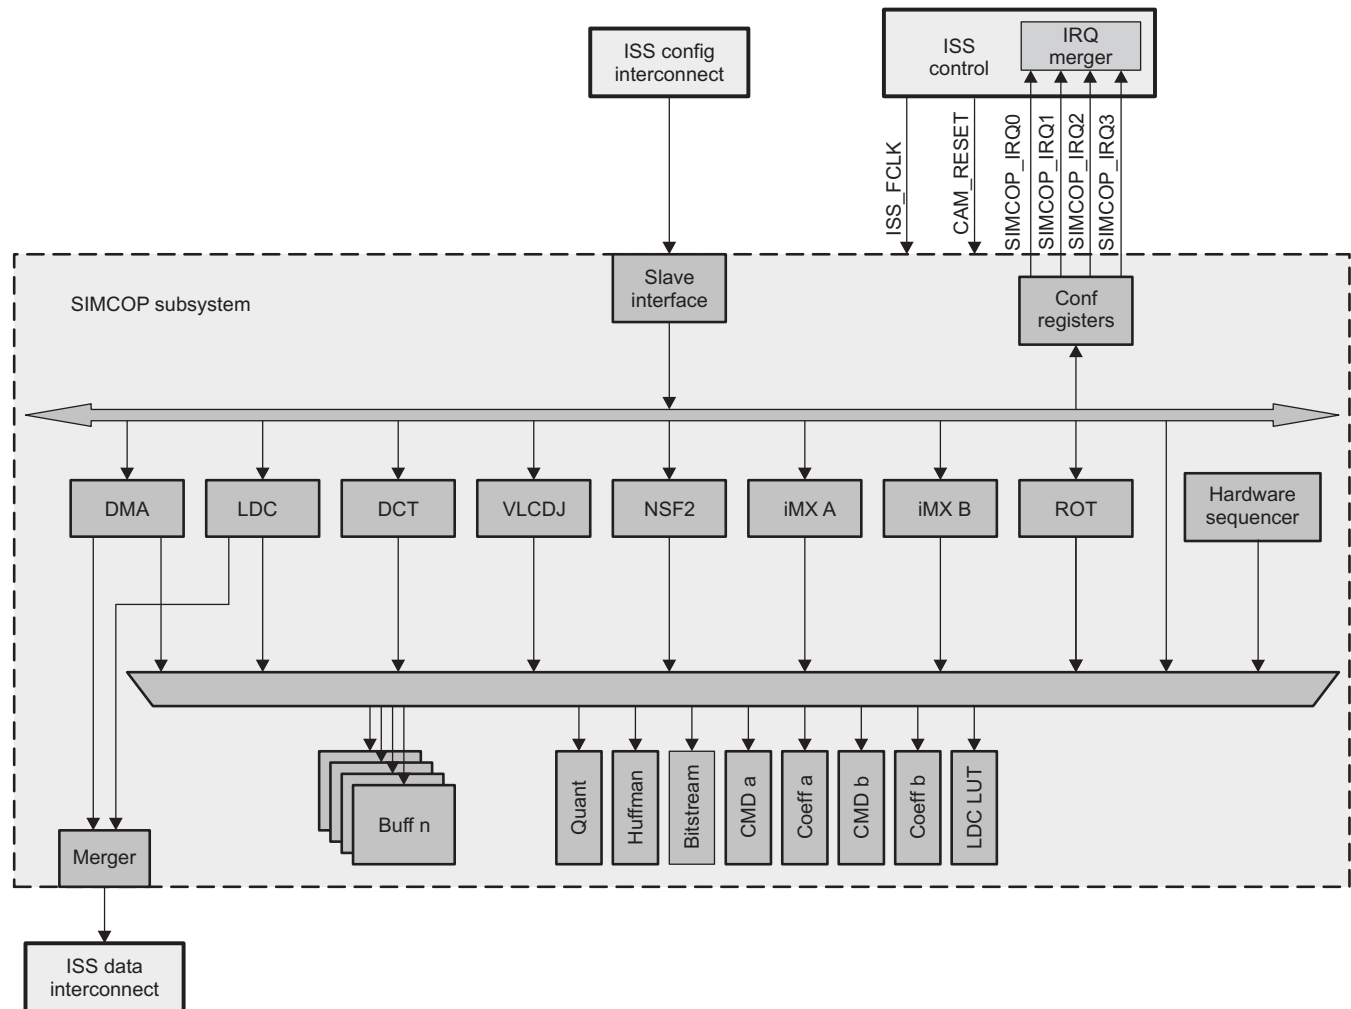 ISS config
interconnect
ISS
control
IRQ
merger
ISS_FCLK
CAM_RESET
SIMCOP_IRQ0
SIMCOP_IRQ1
SIMCOP_IRQ2
SIMCOP_IRQ3
SIMCOP subsystem
Slave
interface
Conf
registers
DMA
LDC
DCT
VLCDJ
NSF2
iMX A
iMX B
ROT
Hardware
sequencer
Buff n
Quant
Huffman
Bitstream
CMD a
Coeff a
CMD b
Coeff b
LDC LUT
Merger
ISS data
interconnect